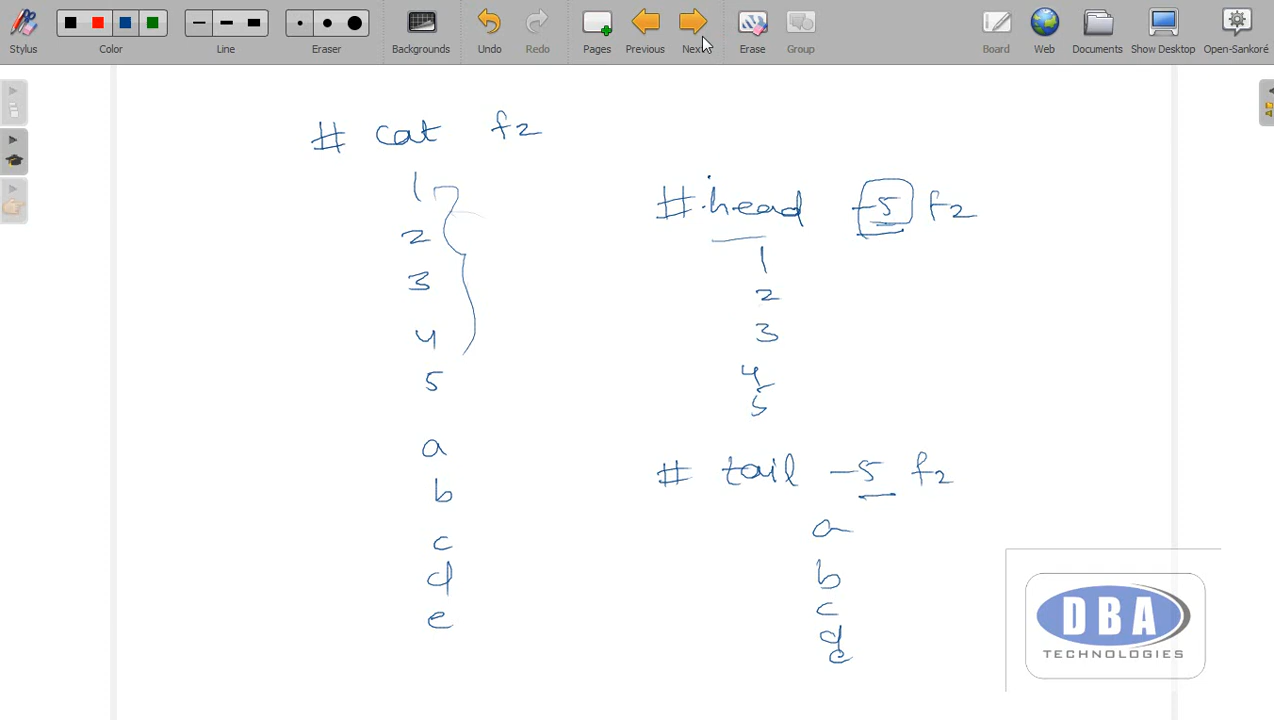 Stylus
Color
Line
Eraser
Backgrounds
Undo
Redo
Pages
Previous
Next
Erase
Group
Board
Web
Documents
Show Desktop
Open-Sankoré
# cat f2
1
2
3
4
5
a
b
c
d
e
# head -5 f2
1
2
3
4
5
# tail -5 f2
a
b
c
d
e
DBA
TECHNOLOGIES